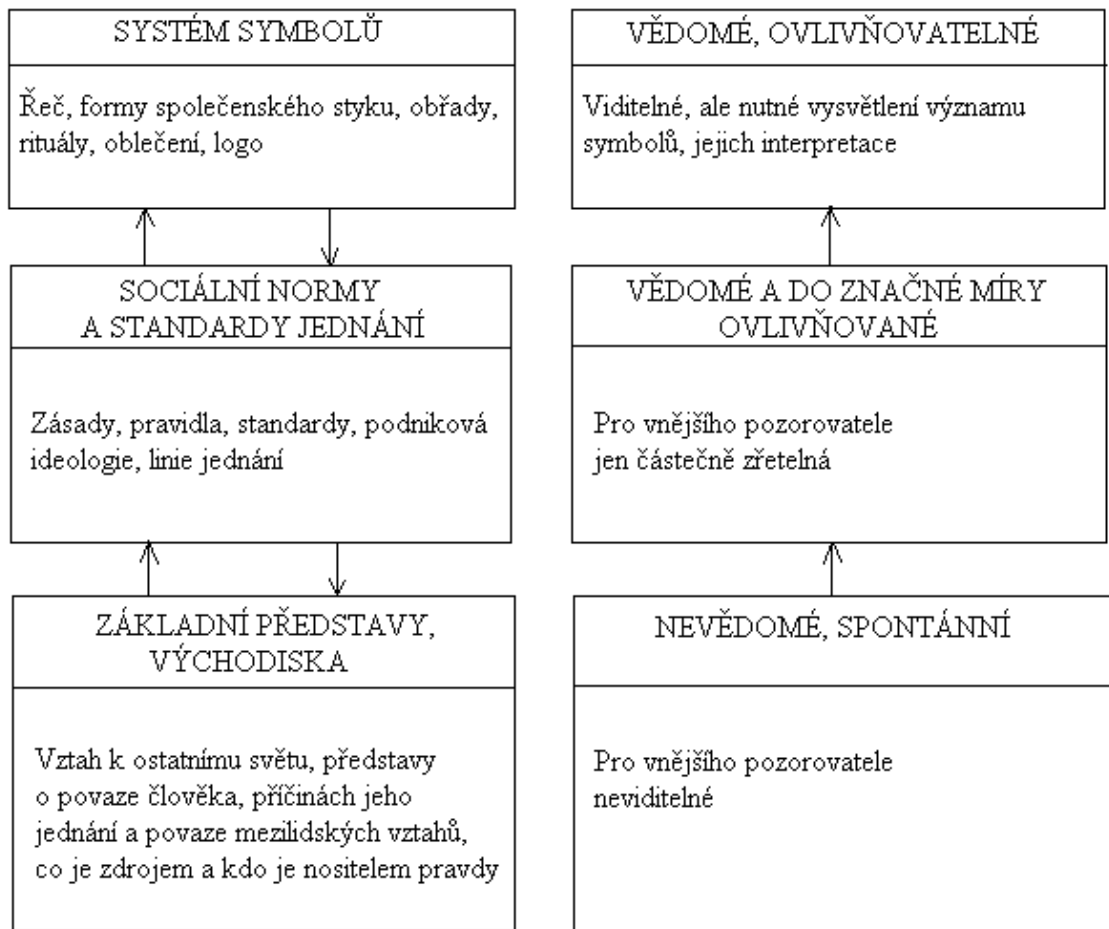 SYSTÉM SYMBOLŮ
Řeč, formy společenského styku, obřady,
rituály, oblečení, logo
VĚDOMÉ, OVLIVŇOVATELNÉ
Viditelné, ale nutné vysvětlení významu
symbolů, jejich interpretace
SOCIÁLNÍ NORMY
A STANDARDY JEDNÁNÍ
Zásady, pravidla, standardy, podniková
ideologie, linie jednání
VĚDOMÉ A DO ZNAČNÉ MÍRY
OVLIVŇOVANÉ
Pro vnějšího pozorovatele
jen částečně zřetelná
ZÁKLADNÍ PŘEDSTAVY,
VÝCHODISKA
Vztah k ostatnímu světu, představy
o povaze člověka, příčinách jeho
jednání a povaze mezilidských vztahů,
co je zdrojem a kdo je nositelem pravdy
NEVĚDOMÉ, SPONTÁNNÍ
Pro vnějšího pozorovatele
neviditelné